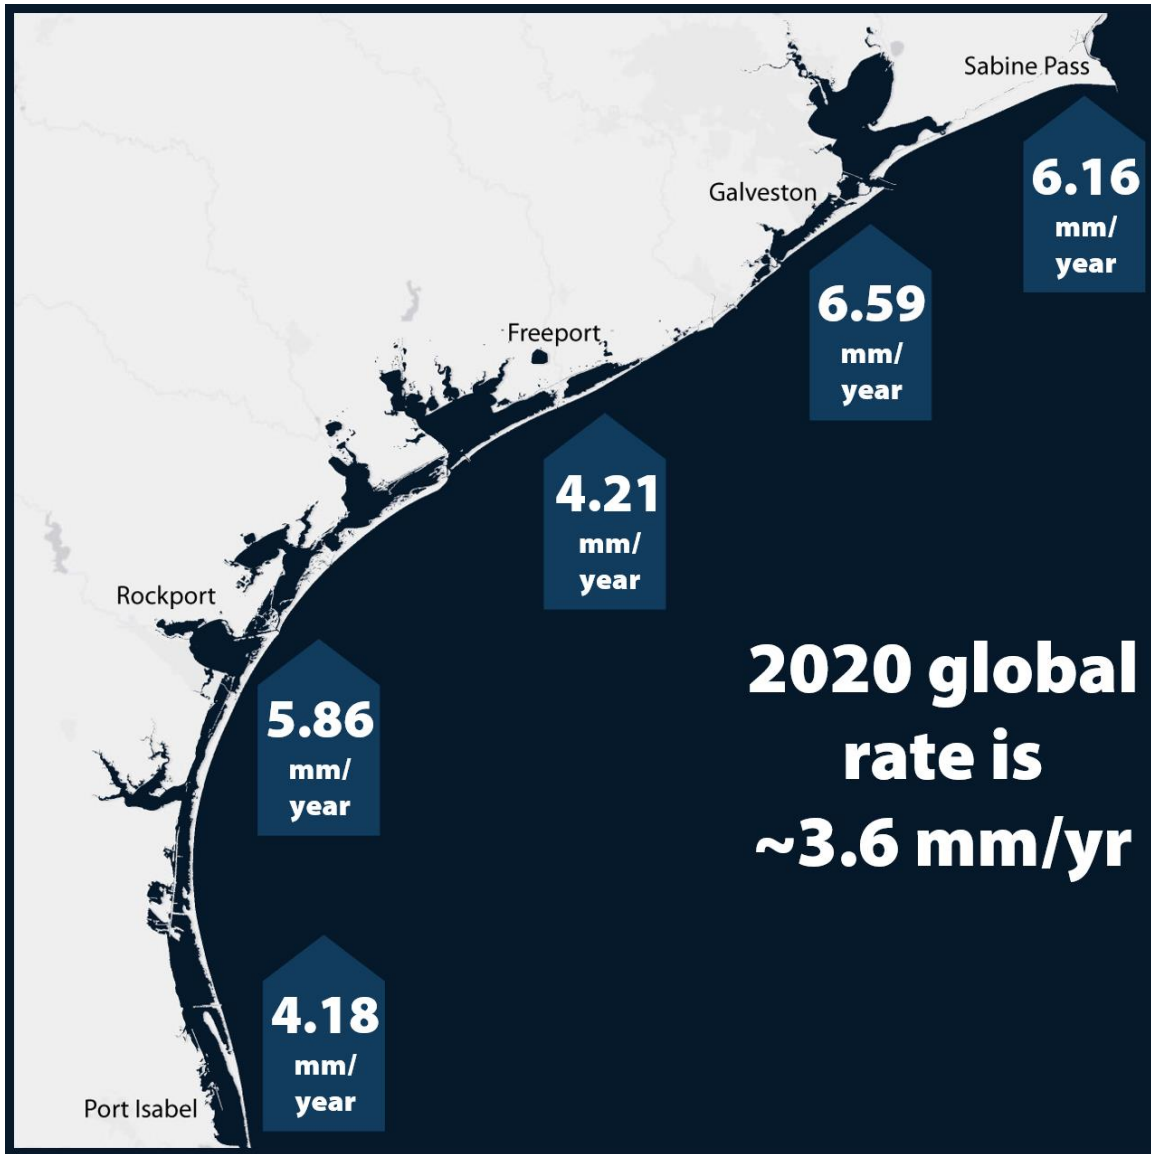 Sabine Pass
6.16
mm/
year
Galveston
6.59
mm/
year
Freeport
4.21
mm/
year
Rockport
5.86
mm/
year
2020 global
rate is
~3.6 mm/yr
4.18
mm/
year
Port Isabel